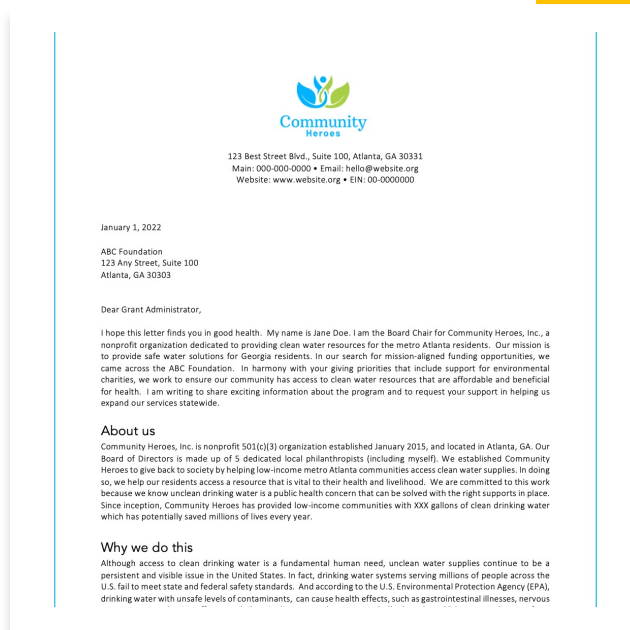 Community
Heroes
123 Best Street Blvd., Suite 100, Atlanta, GA 30331
Main: 000-000-0000 • Email: hello@website.org
Website: www.website.org • EIN: 00-0000000
January 1, 2022
ABC Foundation
123 Any Street, Suite 100
Atlanta, GA 30303
Dear Grant Administrator,
I hope this letter finds you in good health. My name is Jane Doe. I am the Board Chair for Community Heroes, Inc., a
nonprofit organization dedicated to providing clean water resources for the metro Atlanta residents. Our mission is
to provide safe water solutions for Georgia residents. In our search for mission-aligned funding opportunities, we
came across the ABC Foundation. In harmony with your giving priorities that include support for environmental
charities, we work to ensure our community has access to clean water resources that are affordable and beneficial
for health. I am writing to share exciting information about the program and to request your support in helping us
expand our services statewide.
About us
Community Heroes, Inc. is nonprofit 501(c)(3) organization established January 2015, and located in Atlanta, GA. Our
Board of Directors is made up of 5 dedicated local philanthropists (including myself). We established Community
Heroes to give back to society by helping low-income metro Atlanta communities access clean water supplies. In doing
so, we help our residents access a resource that is vital to their health and livelihood. We are committed to this work
because we know unclean drinking water is a public health concern that can be solved with the right supports in place.
Since inception, Community Heroes has provided low-income communities with XXX gallons of clean drinking water
which has potentially saved millions of lives every year.
Why we do this
Although access to clean drinking water is a fundamental human need, unclean water supplies continue to be a
persistent and visible issue in the United States. In fact, drinking water systems serving millions of people across the
U.S. fail to meet state and federal safety standards. And according to the U.S. Environmental Protection Agency (EPA),
drinking water with unsafe levels of contaminants, can cause health effects, such as gastrointestinal illnesses, nervous